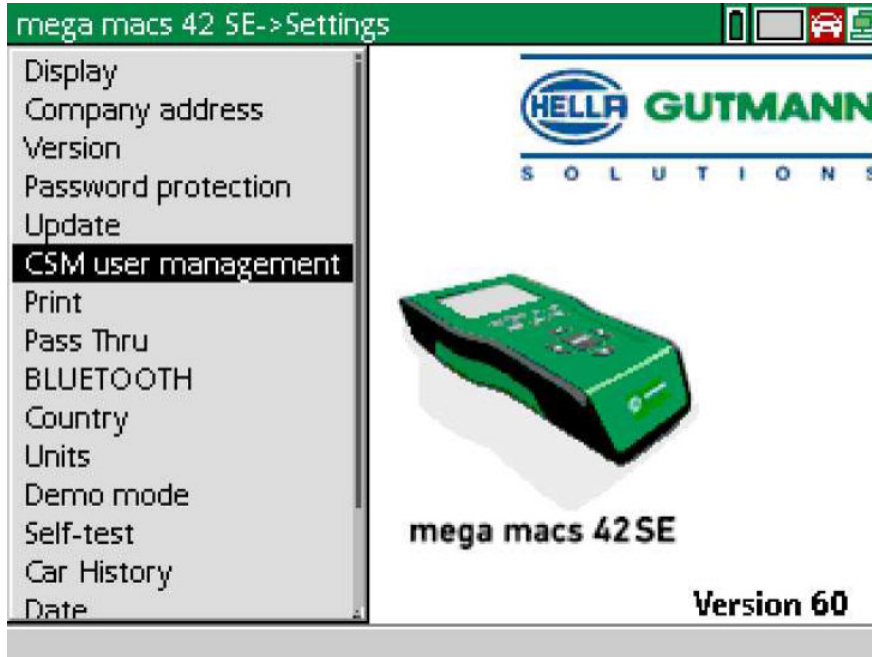 mega macs 42 SE->Settings
Display
Company address
Version
Password protection
Update
CSM user management
Print
Pass Thru
BLUETOOTH
Country
Units
Demo mode
Self-test
Car History
Date
HELLA GUTMANN
SOLUTIONS
mega macs 42SE
Version 60